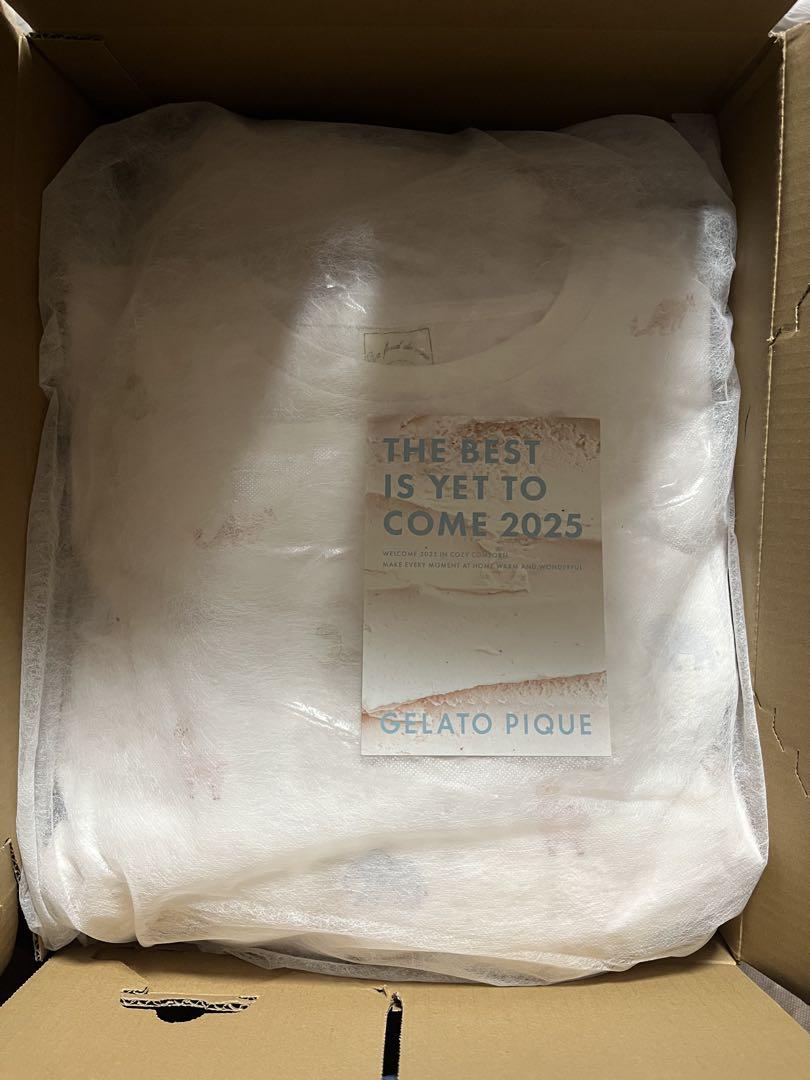 THE BEST
IS YET TO
COME 2025
WELCOME 2025 IN COZY COMFORT!
MAKE EVERY MOMENT AT HOME WARM AND WONDERFUL
GELATO PIQUE